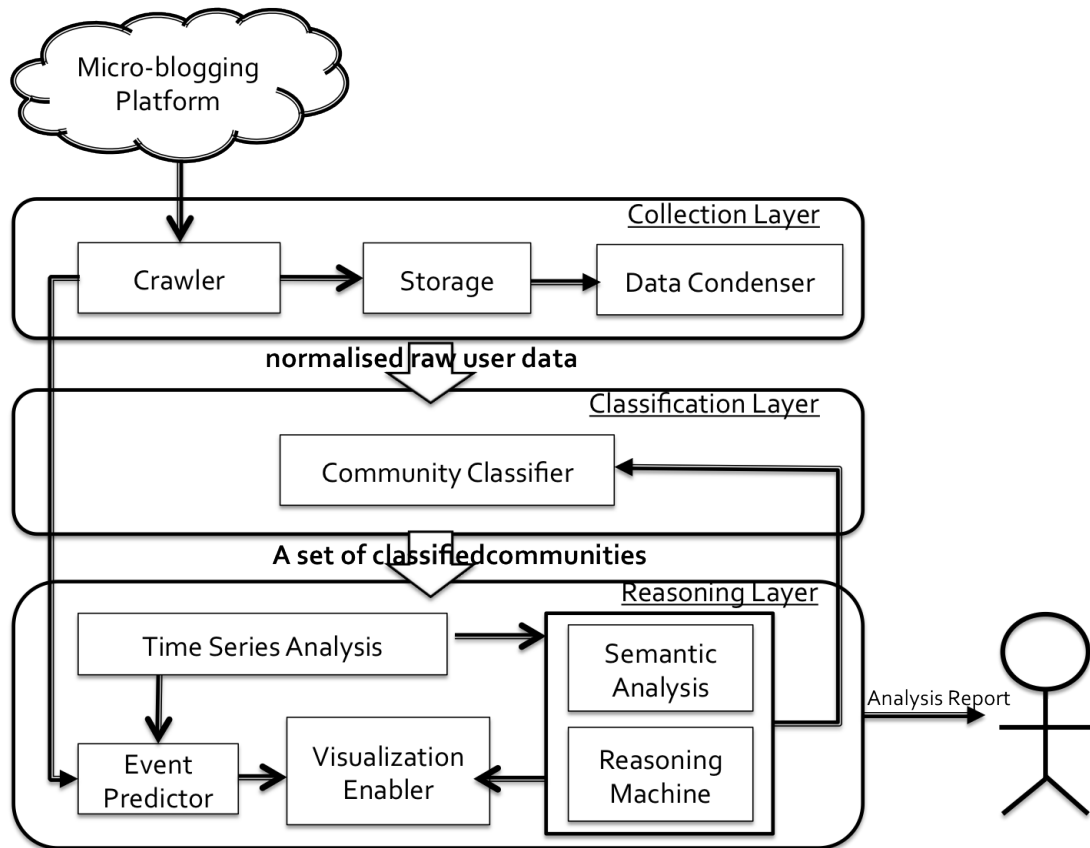 Micro-blogging
Platform
Collection Layer
Crawler
Storage
Data Condenser
normalised raw user data
Classification Layer
Community Classifier
A set of classifiedcommunities
Reasoning Layer
Time Series Analysis
Semantic
Analysis
Analysis Report
Event
Predictor
Visualization
Enabler
Reasoning
Machine